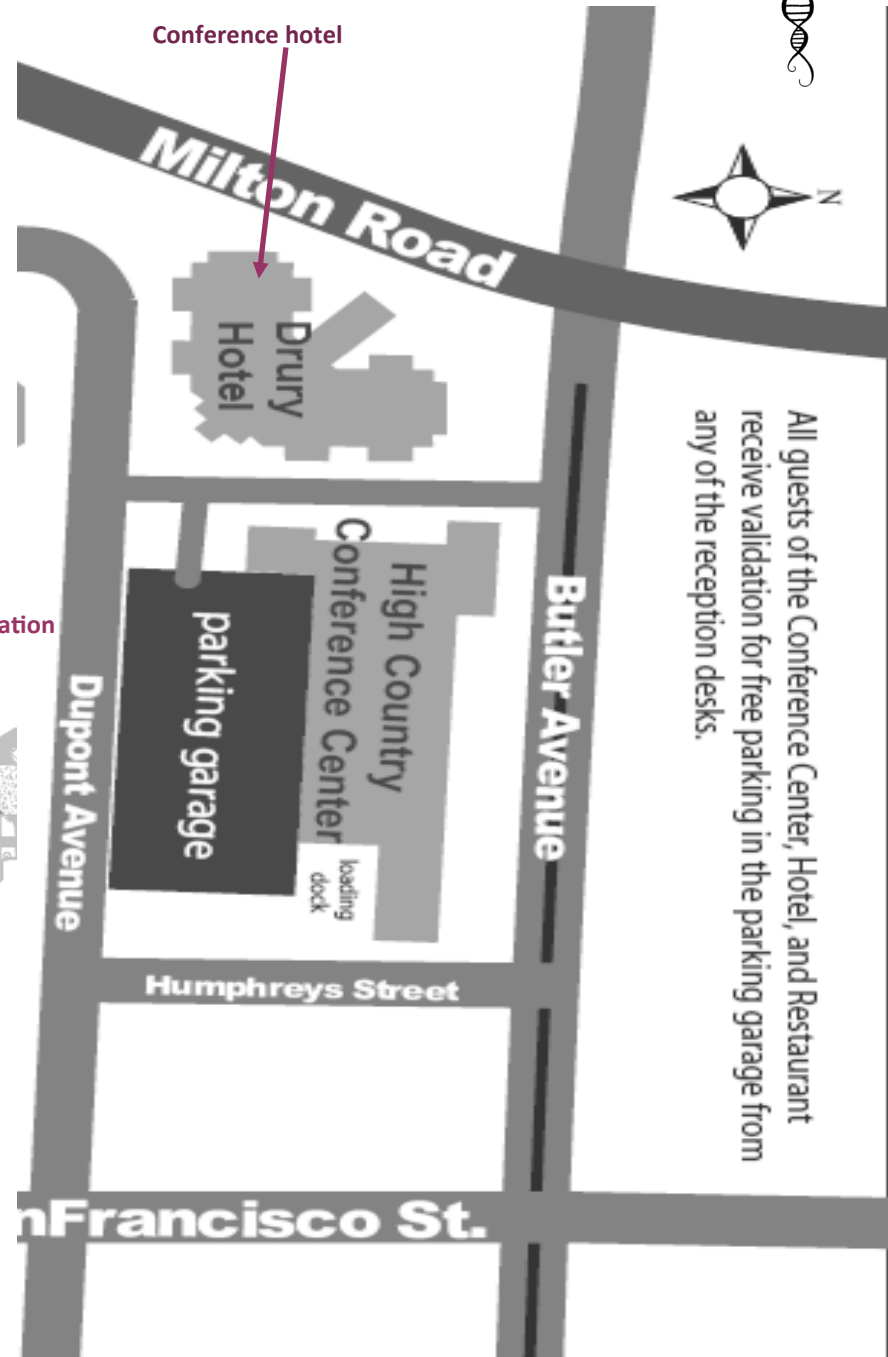 Conference hotel
N
All guests of the Conference Center, Hotel, and Restaurant
receive validation for free parking in the parking garage from
any of the reception desks.
Milton Road
Butler Avenue
Drury
Hotel
High Country
Conference Center
loading
dock
parking garage
ation
Dupont Avenue
Humphreys Street
nFrancisco St.